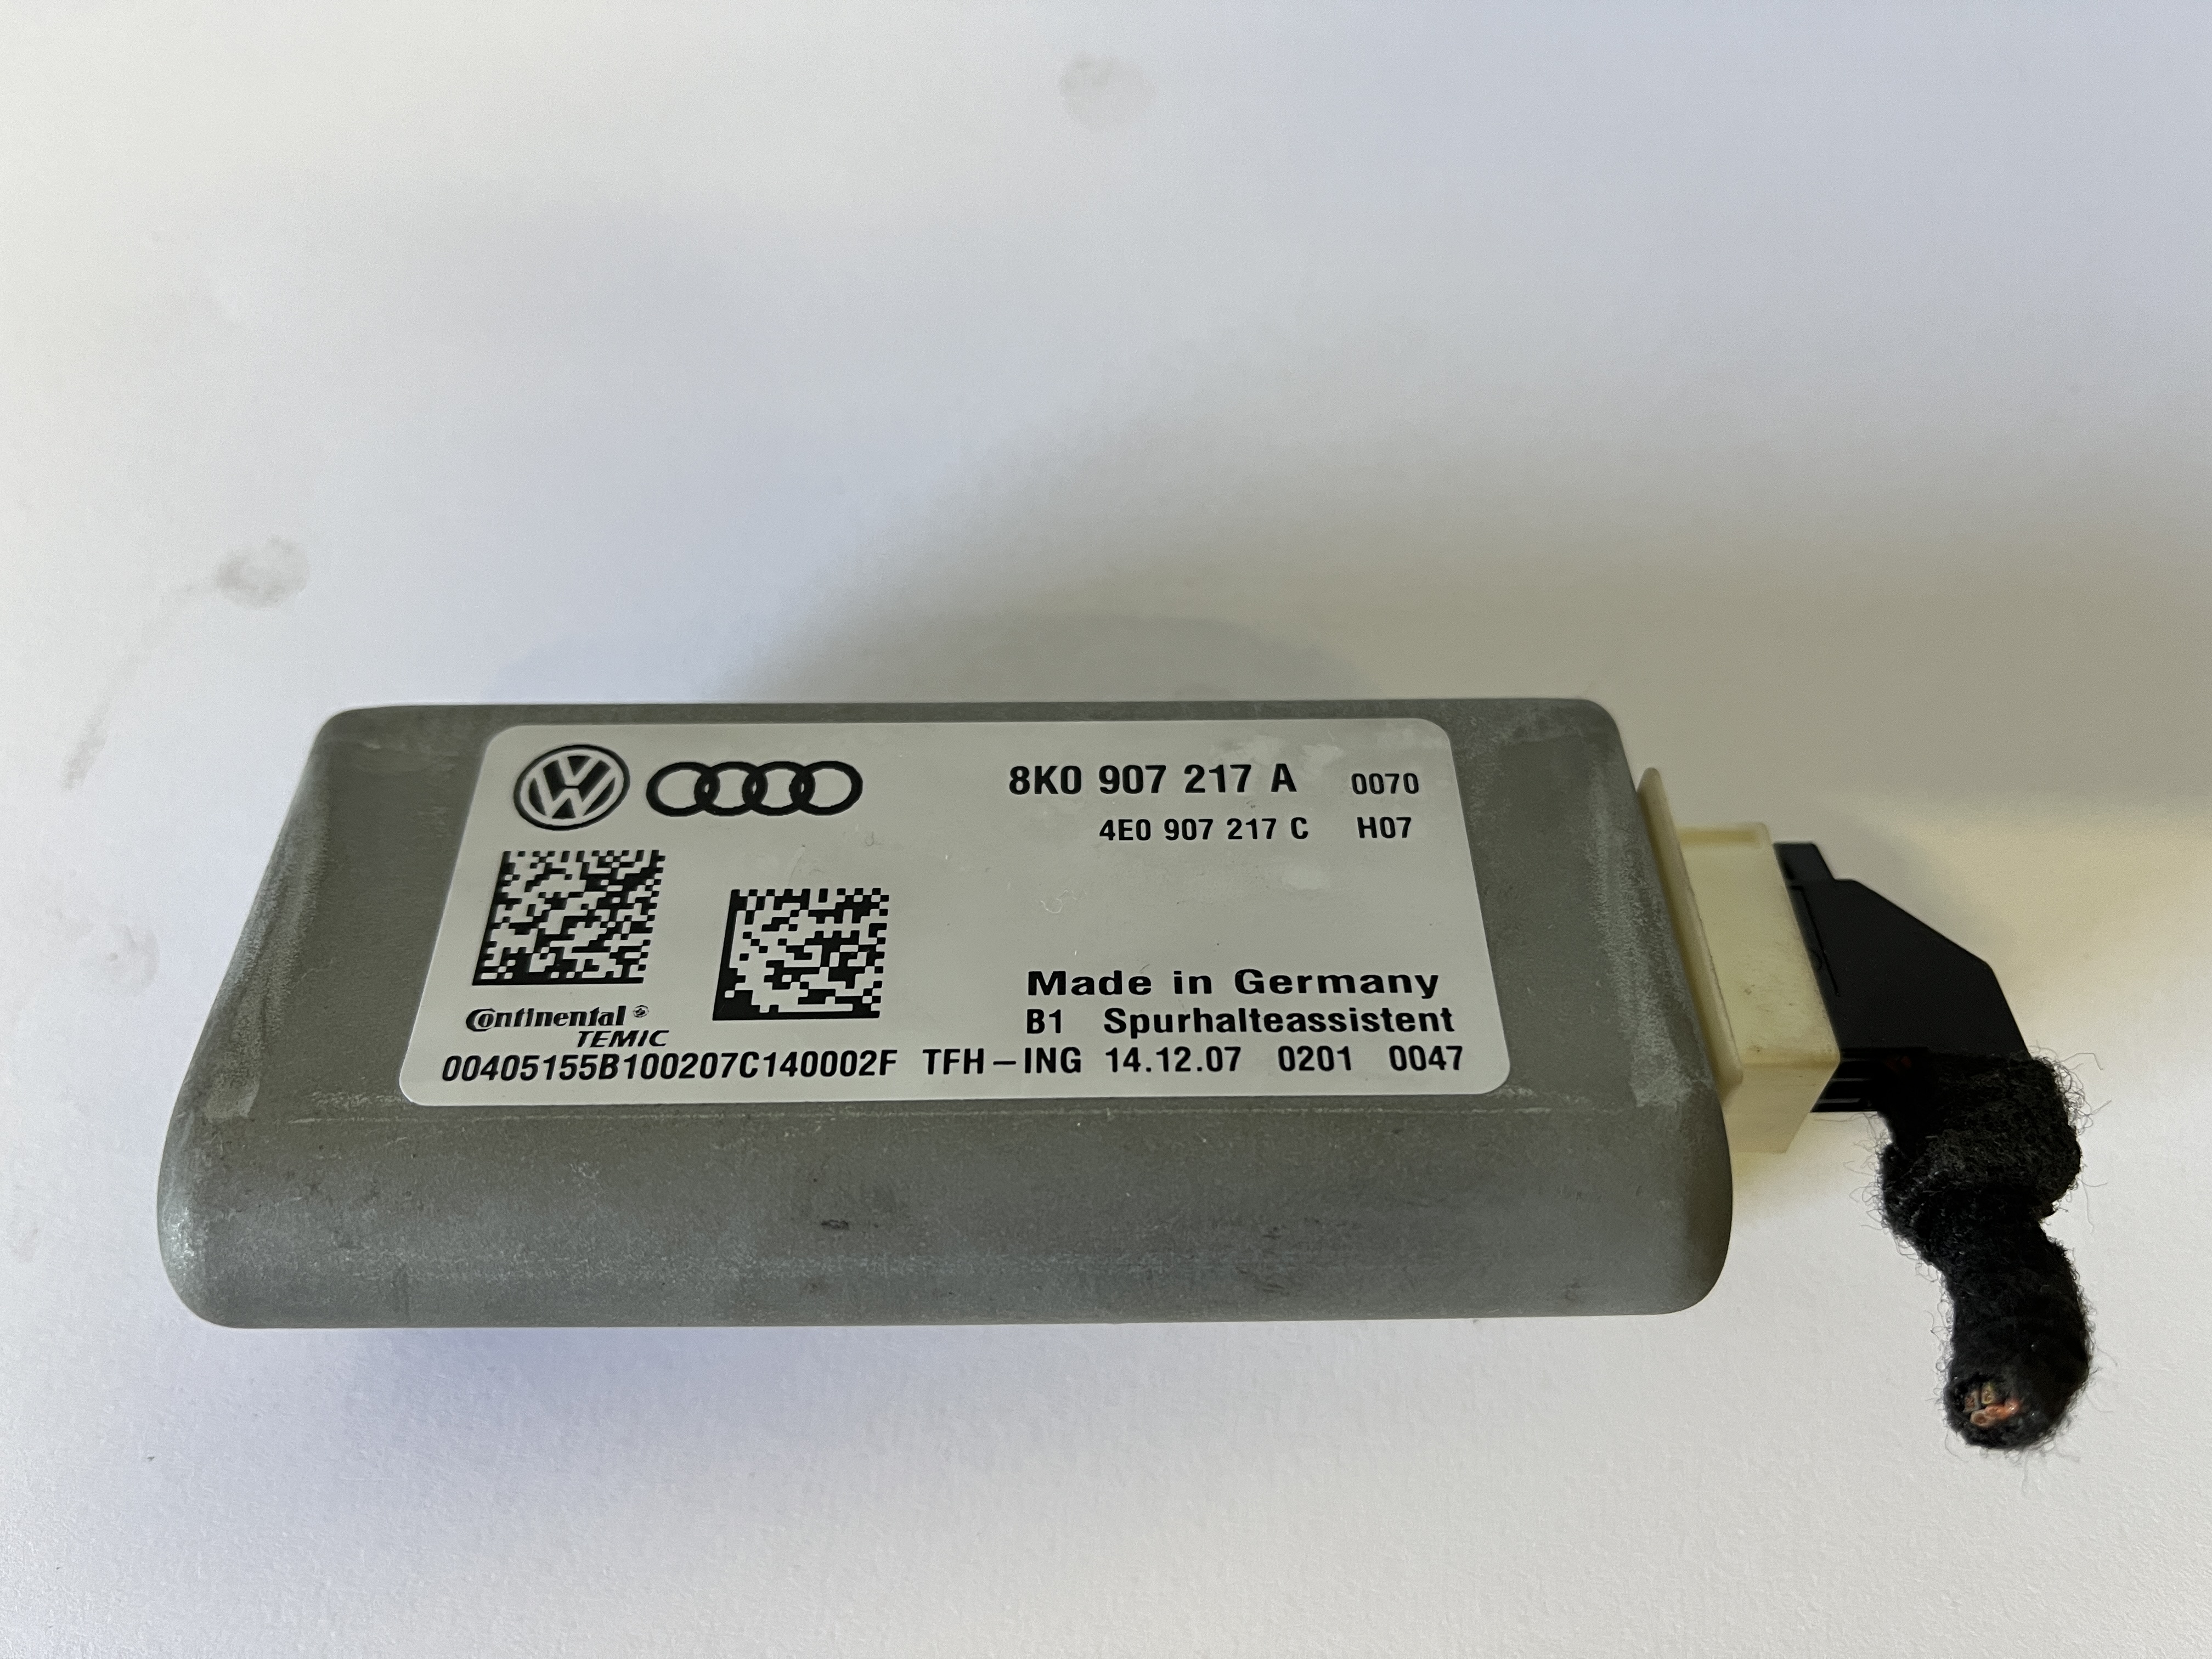 8K0 907 217 A 0070
4E0 907 217 C H07
Made in Germany
Continental
B1 Spurhalteassistent
TEMIC
00405155B100207C140002F TFH-ING 14.12.07 0201 0047